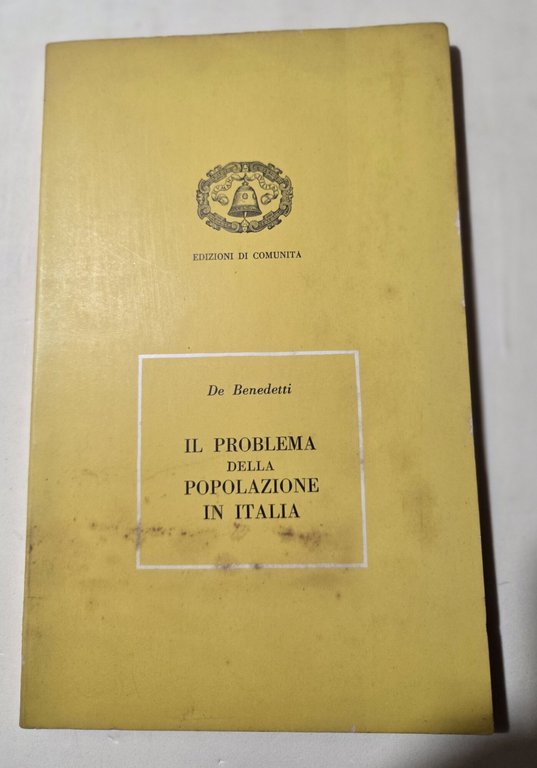 EDIZIONI DI COMUNITA
De Benedetti
IL PROBLEMA
DELLA
POPOLAZIONE
IN ITALIA